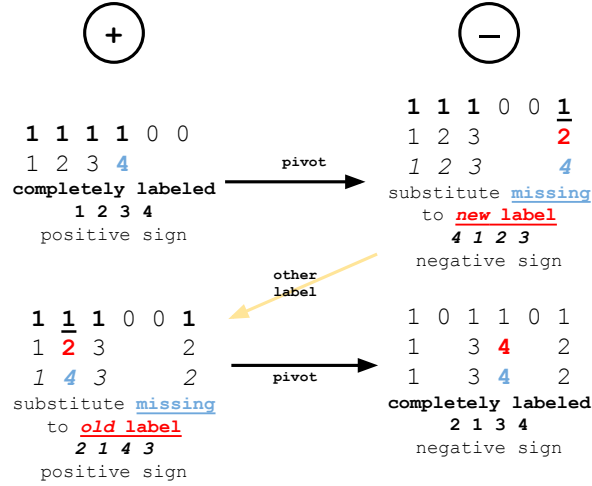 +
−
1 1 1 1 0 0
1 2 3 4
completely labeled
1 2 3 4
positive sign
pivot
1 1 1 0 0 1
1 2 3 2
1 2 3 4
substitute missing
to new label
4 1 2 3
negative sign
other
label
1 1 1 0 0 1
1 2 3 2
1 4 3 2
substitute missing
to old label
2 1 4 3
positive sign
pivot
1 0 1 1 0 1
1 3 4 2
1 3 4 2
completely labeled
2 1 3 4
negative sign